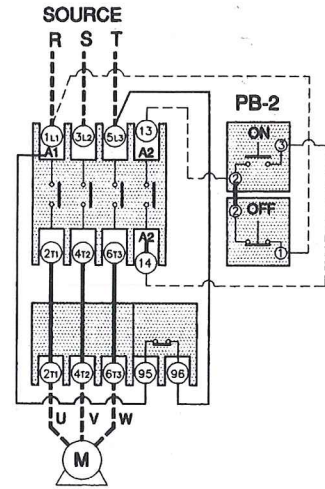 SOURCE
R S T
1L1 3L2 5L3 13
A1 A2
PB-2
ON
3
2
2
OFF
1
A2
2T1 4T2 6T3 14
2T1 4T2 6T3 95 96
U V W
M